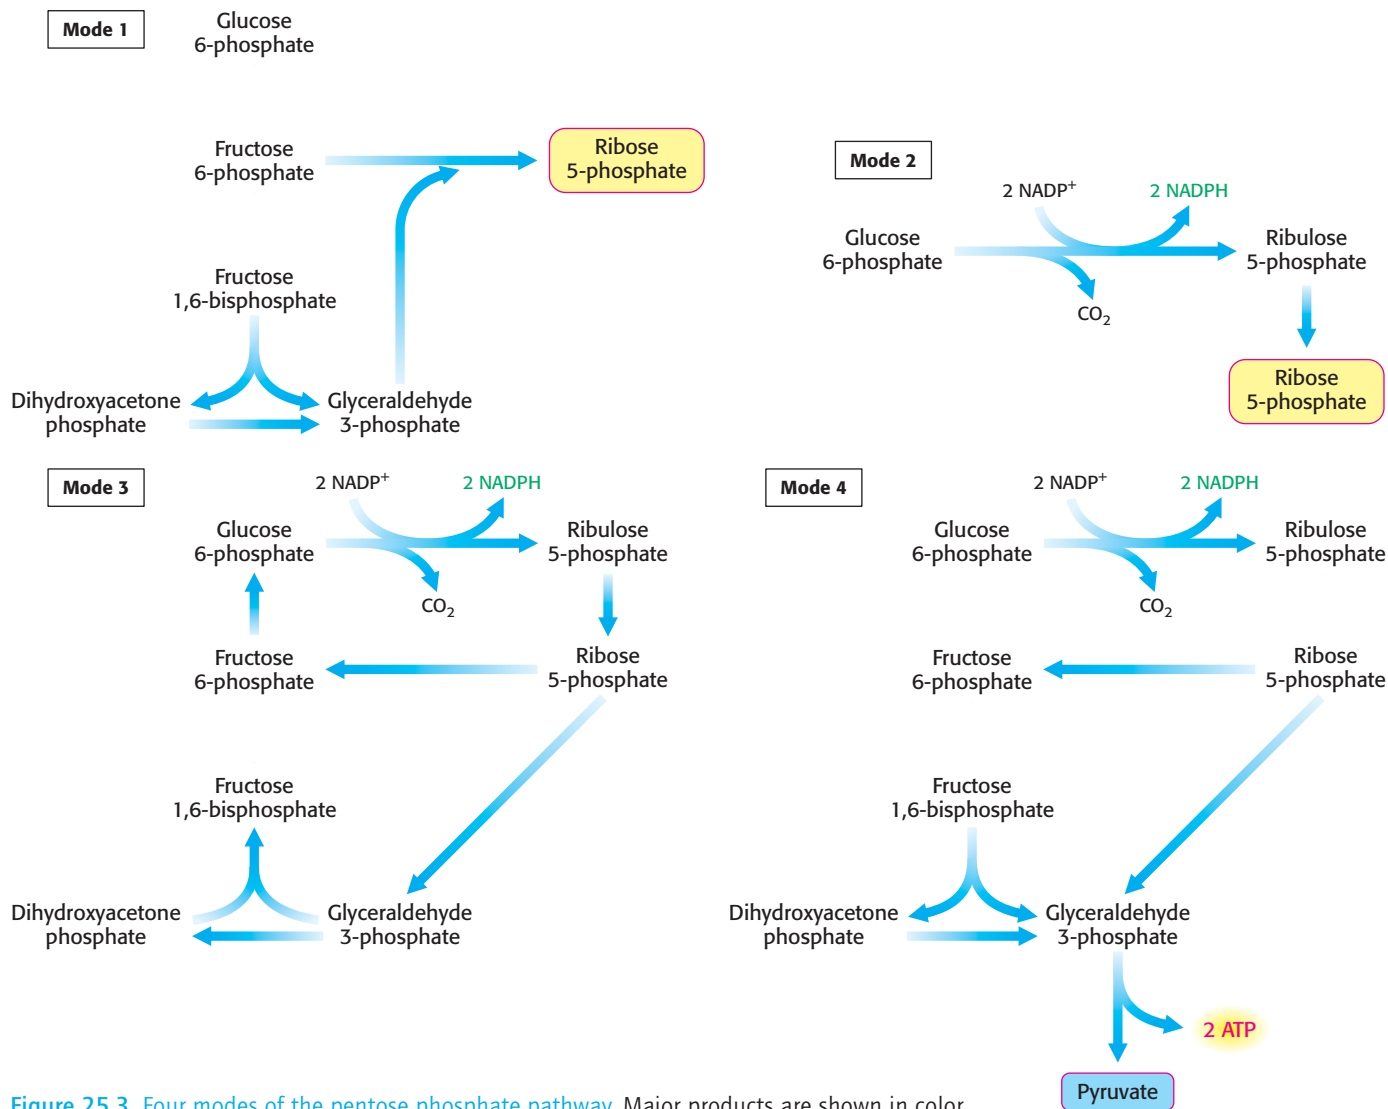 Mode 1
Glucose
6-phosphate
Fructose
6-phosphate
Ribose
5-phosphate
Fructose
1,6-bisphosphate
Dihydroxyacetone
phosphate
Glyceraldehyde
3-phosphate
Mode 2
2 NADP+
2 NADPH
Glucose
6-phosphate
Ribulose
5-phosphate
CO2
Ribose
5-phosphate
Mode 3
2 NADP+
2 NADPH
Glucose
6-phosphate
Ribulose
5-phosphate
CO2
Fructose
6-phosphate
Ribose
5-phosphate
Fructose
1,6-bisphosphate
Dihydroxyacetone
phosphate
Glyceraldehyde
3-phosphate
Mode 4
2 NADP+
2 NADPH
Glucose
6-phosphate
Ribulose
5-phosphate
CO2
Fructose
6-phosphate
Ribose
5-phosphate
Fructose
1,6-bisphosphate
Dihydroxyacetone
phosphate
Glyceraldehyde
3-phosphate
2 ATP
Pyruvate
Figure 25.3 Four modes of the pentose phosphate pathway. Major products are shown in color.